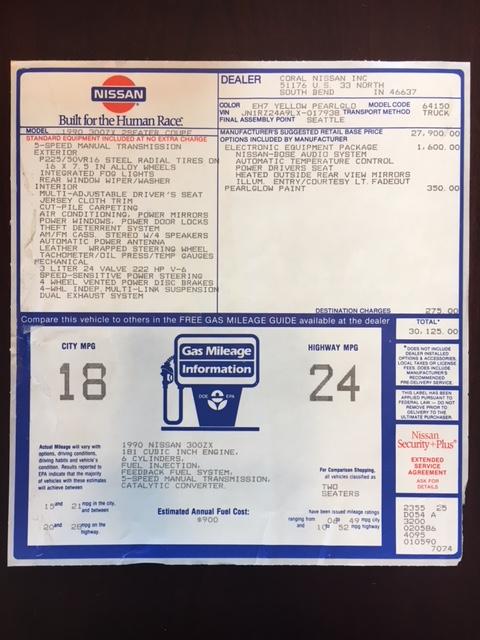 NISSAN
Built for the Human Race.
DEALER CORAL NISSAN INC
51176 U.S. 33 NORTH
SOUTH BEND IN 46637
COLOR EH7 YELLOW PEARLGLO MODEL CODE 64150
VIN JN1RZ24A9LX-017938 TRANSPORT METHOD TRUCK
FINAL ASSEMBLY POINT SEATTLE
MODEL 1990 300ZX 2SEATER COUPE
STANDARD EQUIPMENT INCLUDED AT NO EXTRA CHARGE
5-SPEED MANUAL TRANSMISSION
EXTERIOR
P225/50VR16 STEEL RADIAL TIRES ON
16 X 7.5 IN ALLOY WHEELS
INTEGRATED FOG LIGHTS
REAR WINDOW WIPER/WASHER
INTERIOR
MULTI-ADJUSTABLE DRIVER'S SEAT
JERSEY CLOTH TRIM
CUT-PILE CARPETING
AIR CONDITIONING, POWER MIRRORS
POWER WINDOWS, POWER DOOR LOCKS
THEFT DETERRENT SYSTEM
AM/FM CASS. STEREO W/4 SPEAKERS
AUTOMATIC POWER ANTENNA
LEATHER WRAPPED STEERING WHEEL
TACHOMETER/OIL PRESS/TEMP GAUGES
MECHANICAL
3 LITER 24 VALVE 222 HP V-6
SPEED-SENSITIVE POWER STEERING
4 WHEEL VENTED POWER DISC BRAKES
4-WHL INDEP. MULTI-LINK SUSPENSION
DUAL EXHAUST SYSTEM
MANUFACTURER'S SUGGESTED RETAIL BASE PRICE 27,900.00
OPTIONS INCLUDED BY MANUFACTURER
ELECTRONIC EQUIPMENT PACKAGE 1,600.00
NISSAN-BOSE AUDIO SYSTEM
AUTOMATIC TEMPERATURE CONTROL
POWER DRIVERS SEAT
HEATED OUTSIDE REAR VIEW MIRRORS
ILLUM. ENTRY/COURTESY LT. FADEOUT
PEARLGLOW PAINT 350.00
DESTINATION CHARGES 275.00
Compare this vehicle to others in the FREE GAS MILEAGE GUIDE available at the dealer
TOTAL*
30,125.00
CITY MPG
18
Gas Mileage
Information
DOE EPA
HIGHWAY MPG
24
Actual Mileage will vary with
options, driving conditions,
driving habits and vehicle's
condition. Results reported to
EPA indicate that the majority
of vehicles with these estimates
will achieve between
15 and 21 mpg in the city,
and between
20 and 28 mpg on the
highway.
1990 NISSAN 300ZX
181 CUBIC INCH ENGINE,
6 CYLINDERS,
FUEL INJECTION,
FEEDBACK FUEL SYSTEM,
5-SPEED MANUAL TRANSMISSION,
CATALYTIC CONVERTER.
Estimated Annual Fuel Cost:
$900
For Comparison Shopping,
all vehicles classified as
TWO
SEATERS
have been issued mileage ratings
ranging from to 49 mpg city
and 10 to 52 mpg highway.
*DOES NOT INCLUDE
DEALER INSTALLED
OPTIONS & ACCESSORIES,
LOCAL TAXES OR LICENSE
FEES. DOES INCLUDE
MANUFACTURER'S
RECOMMENDED
PRE-DELIVERY SERVICE.
THIS LABEL HAS BEEN
APPLIED PURSUANT TO
FEDERAL LAW — DO NOT
REMOVE PRIOR TO
DELIVERY TO THE
ULTIMATE PURCHASER.
Nissan
Security+Plus
EXTENDED
SERVICE
AGREEMENT
ASK FOR
DETAILS
2355 25
D054 A
3200
020586
4095
010590
7074